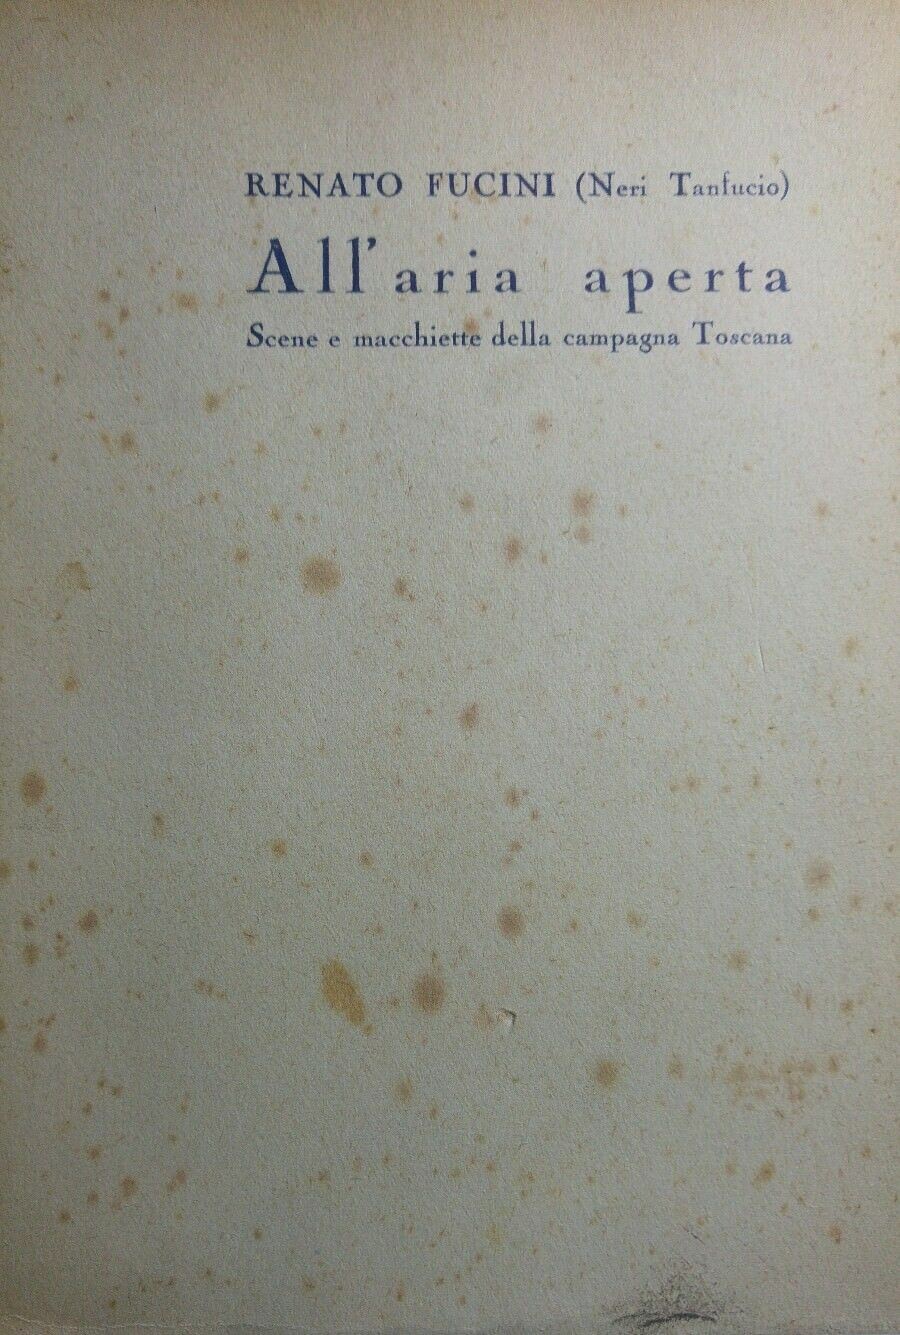 RENATO FUCINI (Neri Tanfucio)
All'aria aperta
Scene e macchiette della campagna Toscana